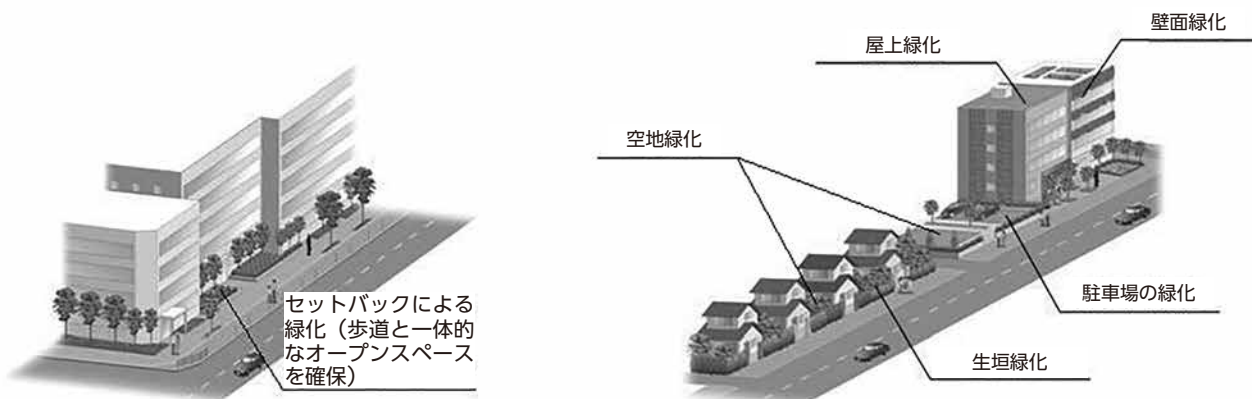 セットバックによる
緑化（歩道と一体的
なオープンスペース
を確保）
壁面緑化
屋上緑化
空地緑化
駐車場の緑化
生垣緑化